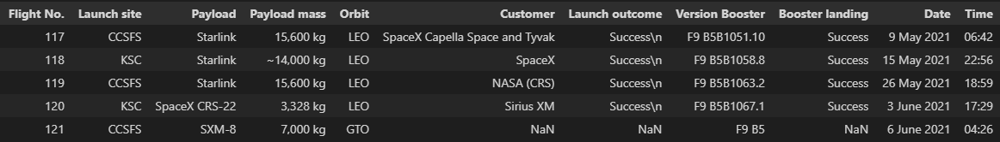 Flight No. Launch site Payload Payload mass Orbit Customer Launch outcome Version Booster Booster landing Date Time
117 CCSFS Starlink 15,600 kg LEO SpaceX Capella Space and Tyvak Success\n F9 B5B1051.10 Success 9 May 2021 06:42
118 KSC Starlink ~14,000 kg LEO SpaceX Success\n F9 B5B1058.8 Success 15 May 2021 22:56
119 CCSFS Starlink 15,600 kg LEO NASA (CRS) Success\n F9 B5B1063.2 Success 26 May 2021 18:59
120 KSC SpaceX CRS-22 3,328 kg LEO Sirius XM Success\n F9 B5B1067.1 Success 3 June 2021 17:29
121 CCSFS SXM-8 7,000 kg GTO NaN NaN F9 B5 NaN 6 June 2021 04:26